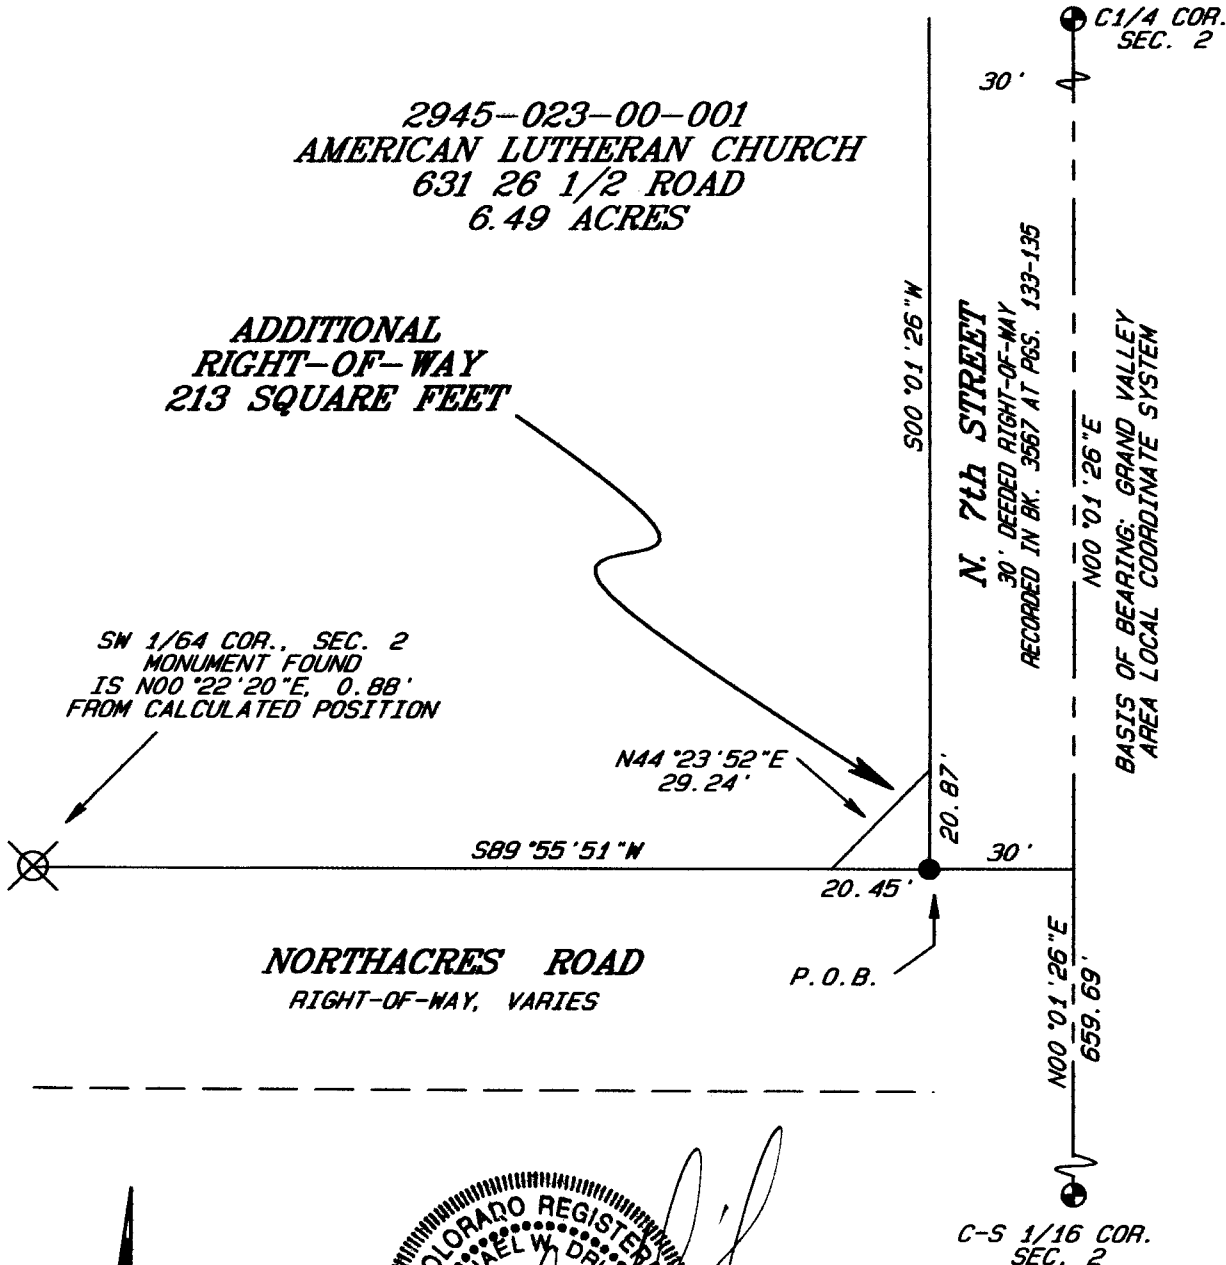 C1/4 COR.
SEC. 2
30'
2945-023-00-001
AMERICAN LUTHERAN CHURCH
631 26 1/2 ROAD
6.49 ACRES
ADDITIONAL
RIGHT-OF-WAY
213 SQUARE FEET
S00°01'26"W
N. 7th STREET
30' DEEDED RIGHT-OF-WAY
RECORDED IN BK. 3567 AT PGS. 133-135
N00°01'26"E
BASIS OF BEARING: GRAND VALLEY
AREA LOCAL COORDINATE SYSTEM
SW 1/64 COR., SEC. 2
MONUMENT FOUND
IS N00°22'20"E, 0.88'
FROM CALCULATED POSITION
N44°23'52"E
29.24'
20.87'
S89°55'51"W
30'
20.45'
P.O.B.
NORTHACRES ROAD
RIGHT-OF-WAY, VARIES
N00°01'26"E
659.69'
C-S 1/16 COR.
SEC. 2